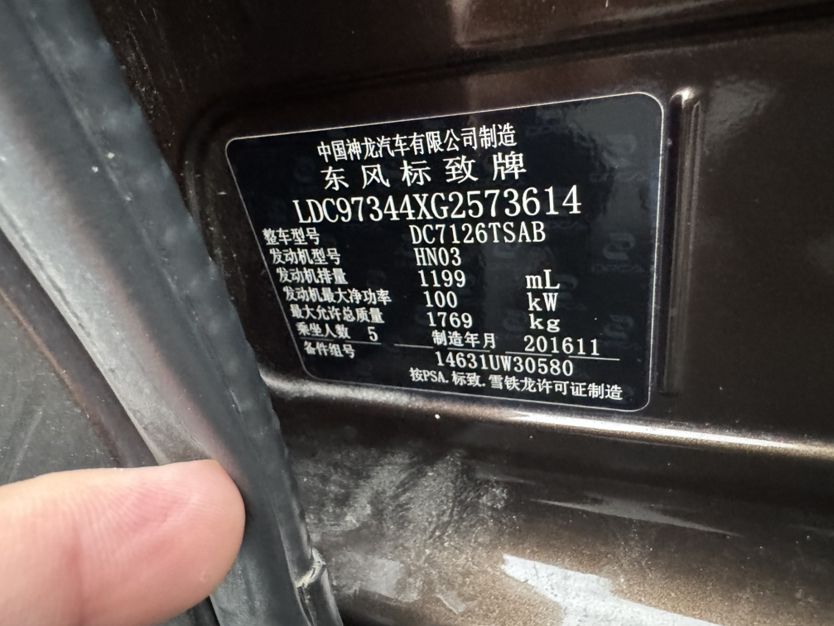 中国神龙汽车有限公司制造
东风标致牌
LDC97344XG2573614
整车型号 DC7126TSAB
发动机型号 HN03
发动机排量 1199 mL
发动机最大净功率 100 kW
最大允许总质量 1769 kg
乘坐人数 5 制造年月 201611
备件组号 14631UW30580
按PSA.标致.雪铁龙许可证制造